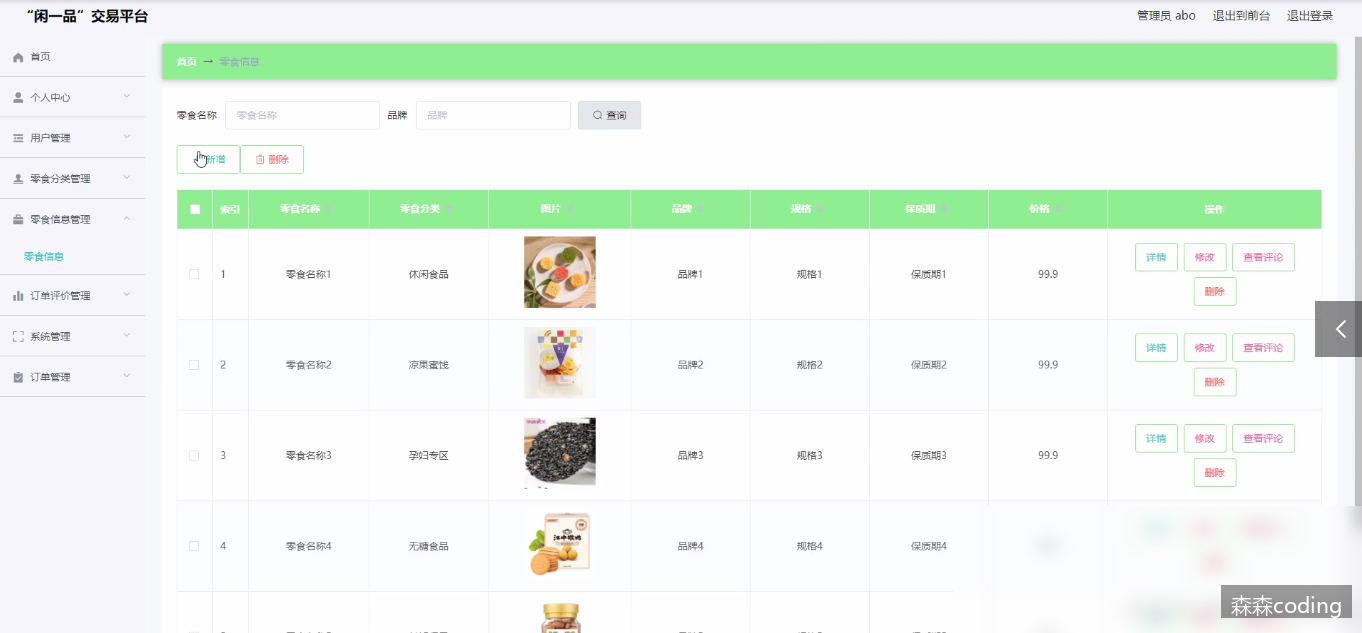 “闲一品”交易平台
管理员 abo 退出到前台 退出登录
首页
个人中心
用户管理
零食分类管理
零食信息管理
零食信息
订单评价管理
系统管理
订单管理
首页 → 零食信息
零食名称 零食名称 品牌 品牌 查询
新增 删除
索引 零食名称 零食分类 图片 品牌 规格 保质期 价格 操作
1 零食名称1 休闲食品 品牌1 规格1 保质期1 99.9 详情 修改 查看评论
删除
2 零食名称2 凉果蜜饯 品牌2 规格2 保质期2 99.9 详情 修改 查看评论
删除
3 零食名称3 孕妇专区 品牌3 规格3 保质期3 99.9 详情 修改 查看评论
删除
4 零食名称4 无糖食品 品牌4 规格4 保质期4
森森coding